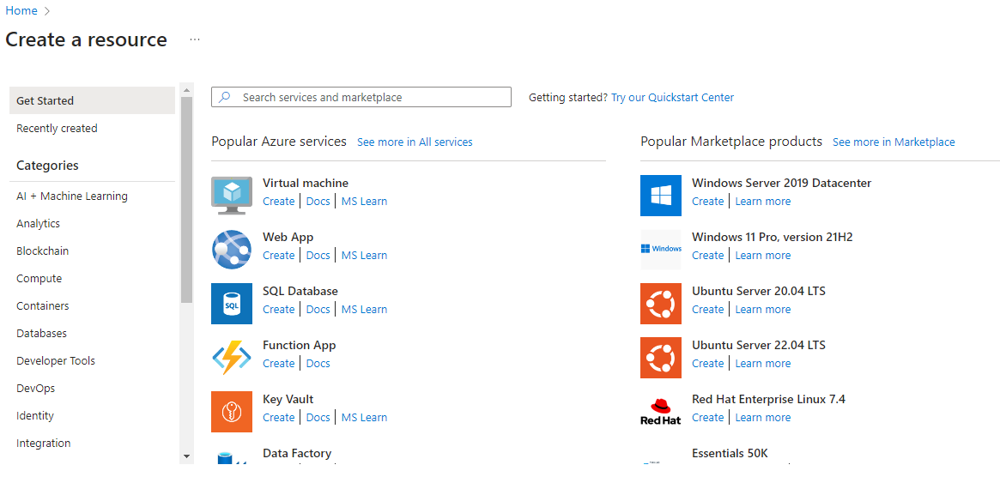 Home >
Create a resource ...
Get Started
Recently created
Categories
AI + Machine Learning
Analytics
Blockchain
Compute
Containers
Databases
Developer Tools
DevOps
Identity
Integration
Search services and marketplace
Getting started? Try our Quickstart Center
Popular Azure services See more in All services
Virtual machine
Create | Docs | MS Learn
Web App
Create | Docs | MS Learn
SQL
SQL Database
Create | Docs | MS Learn
Function App
Create | Docs
Key Vault
Create | Docs | MS Learn
Data Factory
Popular Marketplace products See more in Marketplace
Windows Server 2019 Datacenter
Create | Learn more
Windows
Windows 11 Pro, version 21H2
Create | Learn more
Ubuntu Server 20.04 LTS
Create | Learn more
Ubuntu Server 22.04 LTS
Create | Learn more
Red Hat
Red Hat Enterprise Linux 7.4
Create | Learn more
Essentials 50K